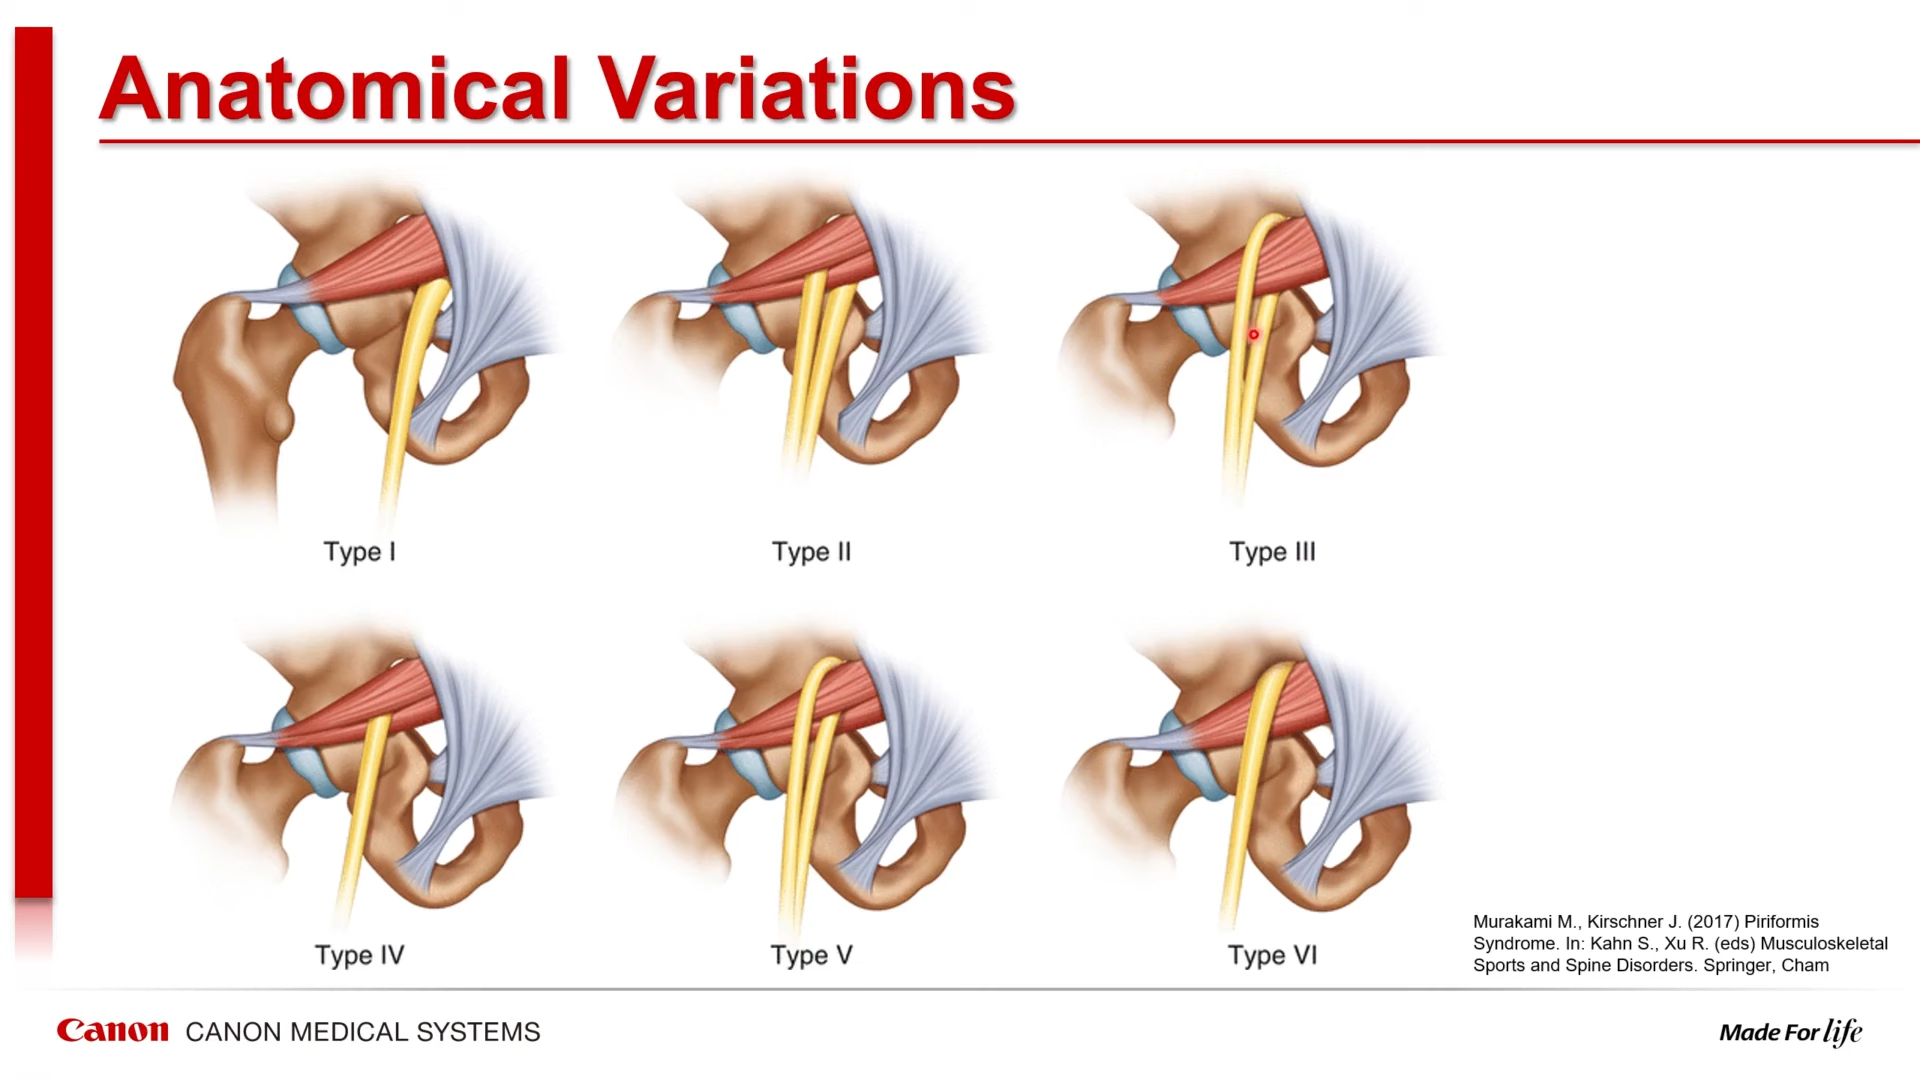 Anatomical Variations
Type I
Type II
Type III
Type IV
Type V
Type VI
Murakami M., Kirschner J. (2017) Piriformis
Syndrome. In: Kahn S., Xu R. (eds) Musculoskeletal
Sports and Spine Disorders. Springer, Cham
Canon CANON MEDICAL SYSTEMS
Made For life